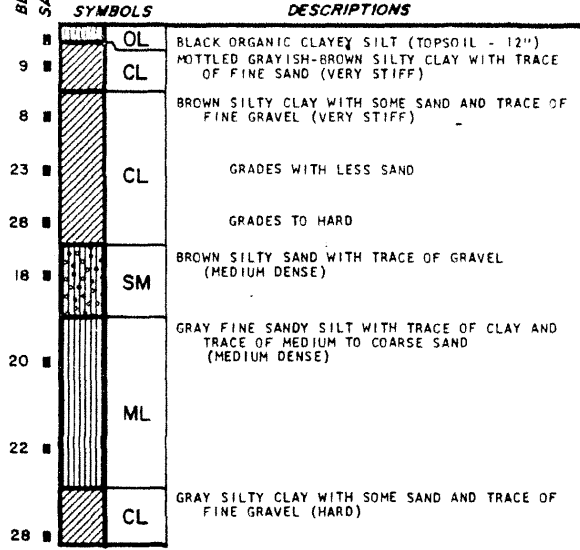 SYMBOLS DESCRIPTIONS
OL BLACK ORGANIC CLAYEY SILT (TOPSOIL - 12")
9 CL MOTTLED GRAYISH-BROWN SILTY CLAY WITH TRACE
OF FINE SAND (VERY STIFF)
BROWN SILTY CLAY WITH SOME SAND AND TRACE OF
8 FINE GRAVEL (VERY STIFF)
23 CL GRADES WITH LESS SAND
28 GRADES TO HARD
BROWN SILTY SAND WITH TRACE OF GRAVEL
18 SM (MEDIUM DENSE)
GRAY FINE SANDY SILT WITH TRACE OF CLAY AND
TRACE OF MEDIUM TO COARSE SAND
20 (MEDIUM DENSE)
ML
22
GRAY SILTY CLAY WITH SOME SAND AND TRACE OF
CL FINE GRAVEL (HARD)
28